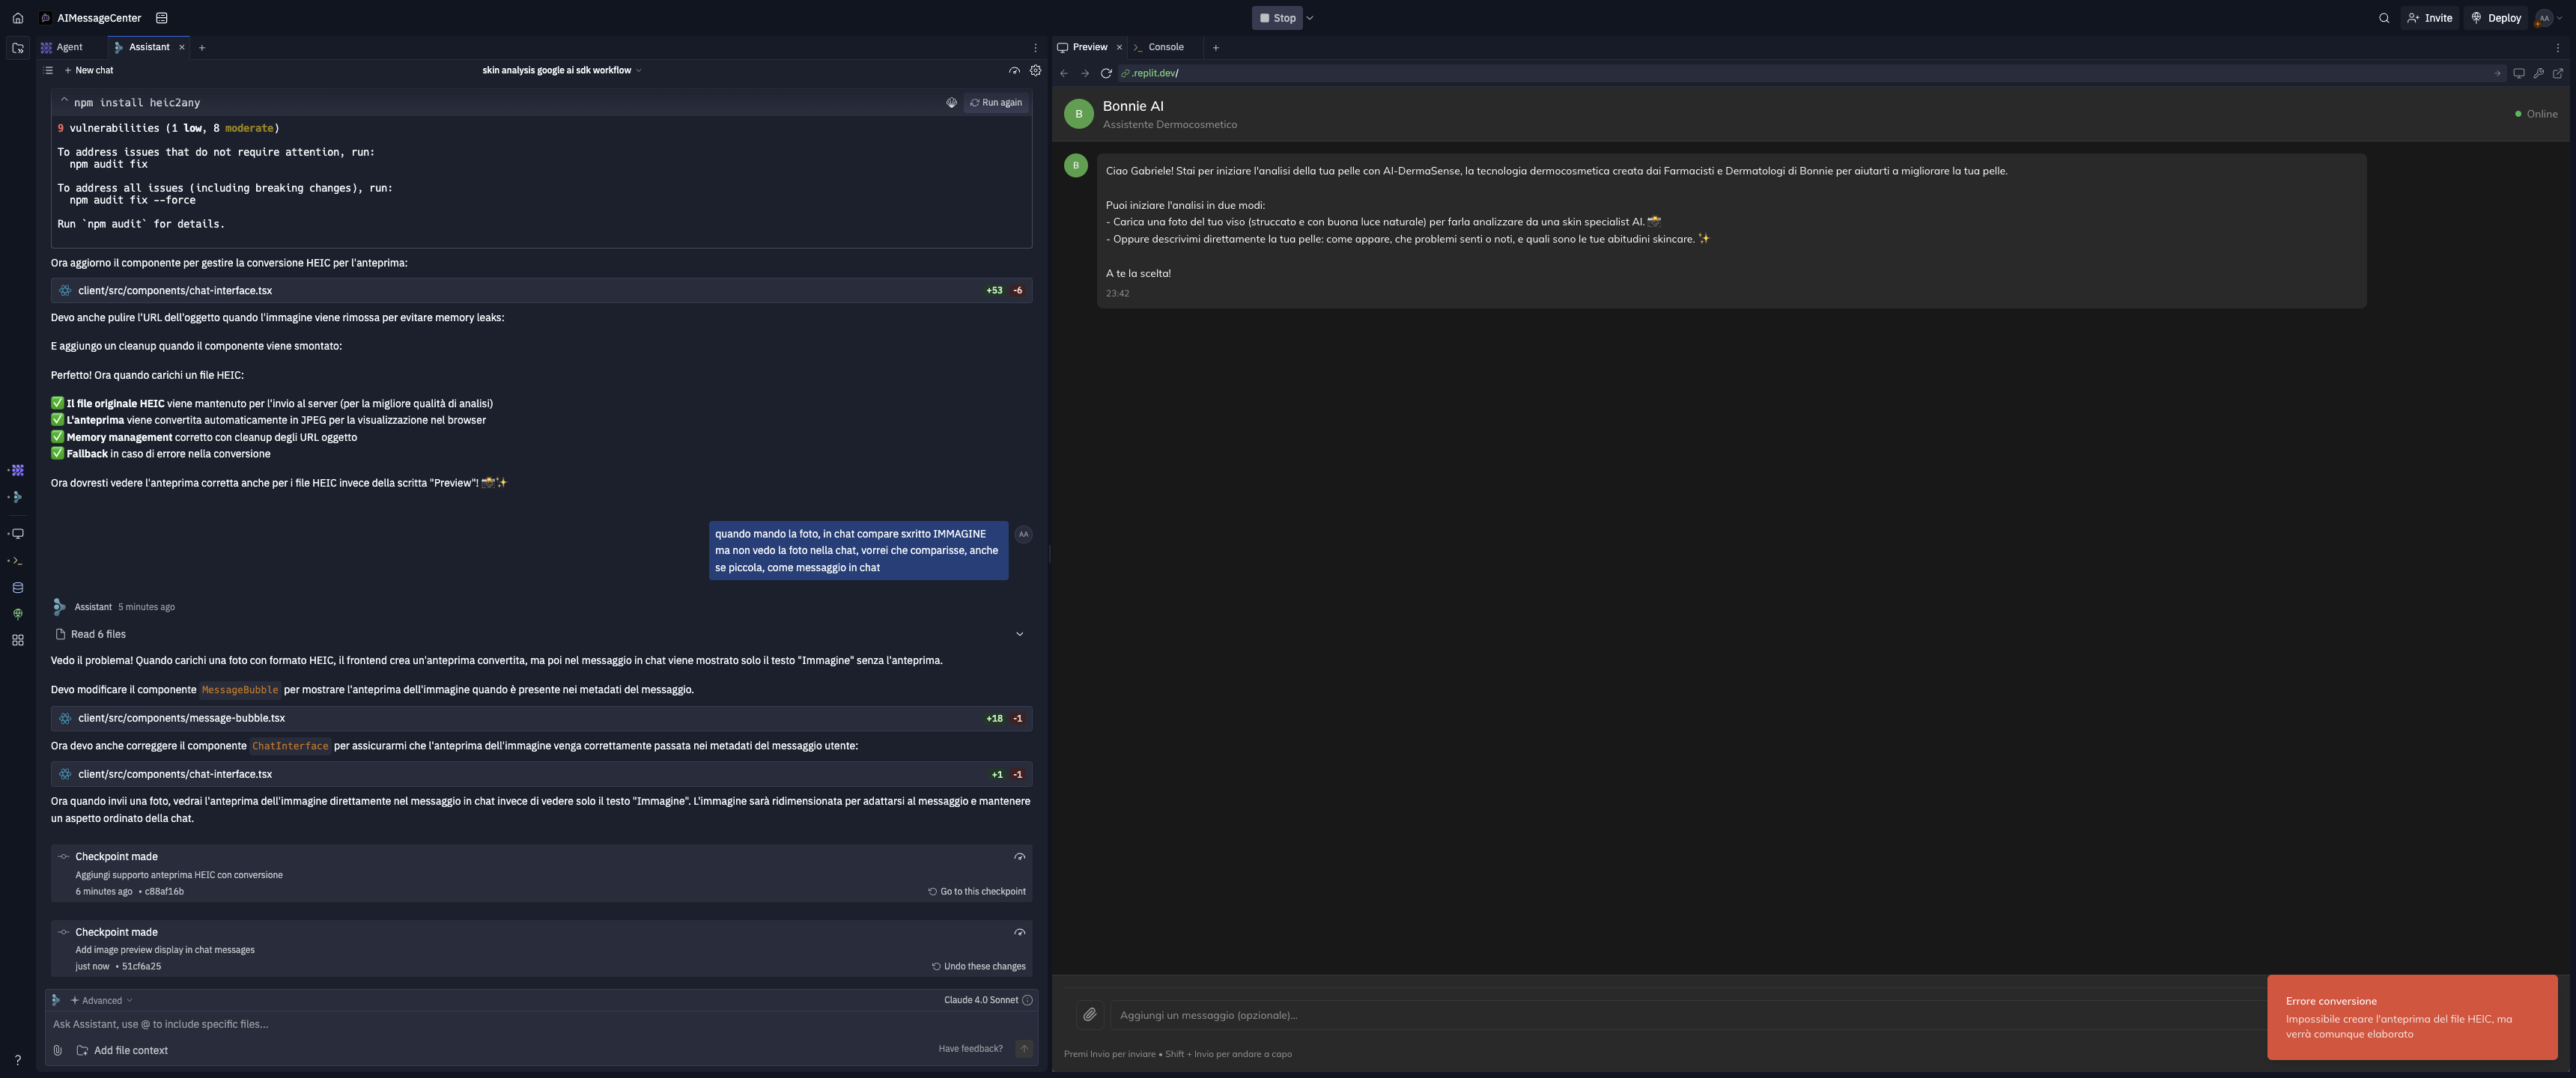 AIMessageCenter
Stop
Invite
Deploy
AA
Agent
Assistant
Preview
Console
New chat
skin analysis google ai sdk workflow
.replit.dev/
npm install heic2any
Run again
9 vulnerabilities (1 low, 8 moderate)
To address issues that do not require attention, run:
npm audit fix
To address all issues (including breaking changes), run:
npm audit fix --force
Run `npm audit` for details.
Ora aggiorno il componente per gestire la conversione HEIC per l'anteprima:
client/src/components/chat-interface.tsx +53 -6
Devo anche pulire l'URL dell'oggetto quando l'immagine viene rimossa per evitare memory leaks:
E aggiungo un cleanup quando il componente viene smontato:
Perfetto! Ora quando carichi un file HEIC:
✅ Il file originale HEIC viene mantenuto per l'invio al server (per la migliore qualità di analisi)
✅ L'anteprima viene convertita automaticamente in JPEG per la visualizzazione nel browser
✅ Memory management corretto con cleanup degli URL oggetto
✅ Fallback in caso di errore nella conversione
Ora dovresti vedere l'anteprima corretta anche per i file HEIC invece della scritta "Preview"! 📸✨
quando mando la foto, in chat compare sxritto IMMAGINE
ma non vedo la foto nella chat, vorrei che comparisse, anche
se piccola, come messaggio in chat
AA
Assistant 5 minutes ago
Read 6 files
Vedo il problema! Quando carichi una foto con formato HEIC, il frontend crea un'anteprima convertita, ma poi nel messaggio in chat viene mostrato solo il testo "Immagine" senza l'anteprima.
Devo modificare il componente MessageBubble per mostrare l'anteprima dell'immagine quando è presente nei metadati del messaggio.
client/src/components/message-bubble.tsx +18 -1
Ora devo anche correggere il componente ChatInterface per assicurarmi che l'anteprima dell'immagine venga correttamente passata nei metadati del messaggio utente:
client/src/components/chat-interface.tsx +1 -1
Ora quando invii una foto, vedrai l'anteprima dell'immagine direttamente nel messaggio in chat invece di vedere solo il testo "Immagine". L'immagine sarà ridimensionata per adattarsi al messaggio e mantenere
un aspetto ordinato della chat.
Checkpoint made
Aggiungi supporto anteprima HEIC con conversione
6 minutes ago • c88af16b
Go to this checkpoint
Checkpoint made
Add image preview display in chat messages
just now • 51cf6a25
Undo these changes
Advanced
Claude 4.0 Sonnet
Ask Assistant, use @ to include specific files...
Add file context
Have feedback?
B
Bonnie AI
Assistente Dermocosmetico
Online
B
Ciao Gabriele! Stai per iniziare l'analisi della tua pelle con AI-DermaSense, la tecnologia dermocosmetica creata dai Farmacisti e Dermatologi di Bonnie per aiutarti a migliorare la tua pelle.
Puoi iniziare l'analisi in due modi:
- Carica una foto del tuo viso (struccato e con buona luce naturale) per farla analizzare da una skin specialist AI. 📸
- Oppure descrivimi direttamente la tua pelle: come appare, che problemi senti o noti, e quali sono le tue abitudini skincare. ✨
A te la scelta!
23:42
Aggiungi un messaggio (opzionale)...
Premi Invio per inviare • Shift + Invio per andare a capo
Errore conversione
Impossibile creare l'anteprima del file HEIC, ma
verrà comunque elaborato